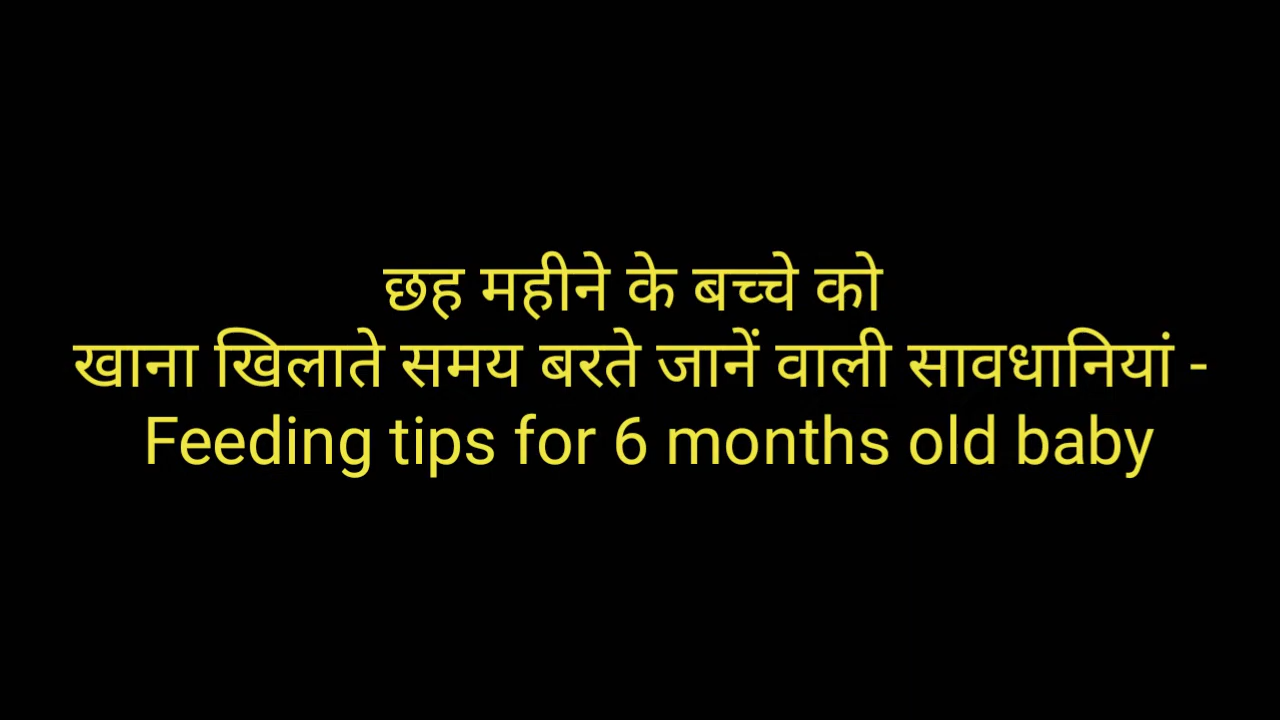 छह महीने के बच्चे को
खाना खिलाते समय बरते जानें वाली सावधानियां -
Feeding tips for 6 months old baby